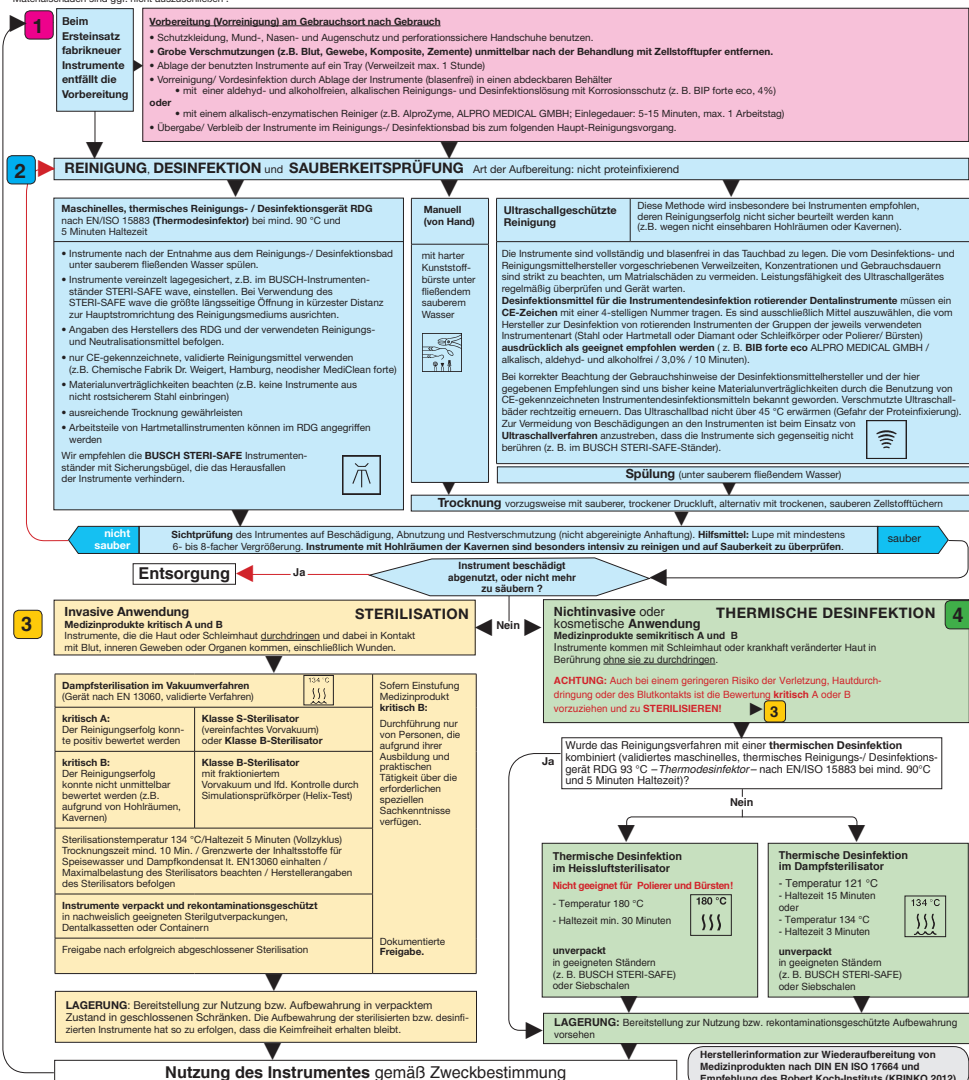 Materialschäden sind ggf. nicht auszuschließen .
1
Beim
Ersteinsatz
fabrikneuer
Instrumente
entfällt die
Vorbereitung
Vorbereitung (Vorreinigung) am Gebrauchsort nach Gebrauch
• Schutzkleidung, Mund-, Nasen- und Augenschutz und perforationssichere Handschuhe benutzen.
• Grobe Verschmutzungen (z.B. Blut, Gewebe, Komposite, Zemente) unmittelbar nach der Behandlung mit Zellstofftupfer entfernen.
• Ablage der benutzten Instrumente auf ein Tray (Verweilzeit max. 1 Stunde)
• Vorreinigung/ Vordesinfektion durch Ablage der Instrumente (blasenfrei) in einen abdeckbaren Behälter
• mit einer aldehyd- und alkoholfreien, alkalischen Reinigungs- und Desinfektionslösung mit Korrosionsschutz (z. B. BIP forte eco, 4%)
oder
• mit einem alkalisch-enzymatischen Reiniger (z.B. AlproZyme, ALPRO MEDICAL GMBH; Einlegedauer: 5-15 Minuten, max. 1 Arbeitstag)
• Übergabe/ Verbleib der Instrumente im Reinigungs-/ Desinfektionsbad bis zum folgenden Haupt-Reinigungsvorgang.
2
REINIGUNG, DESINFEKTION und SAUBERKEITSPRÜFUNG Art der Aufbereitung: nicht proteinfixierend
Maschinelles, thermisches Reinigungs- / Desinfektionsgerät RDG
nach EN/ISO 15883 (Thermodesinfektor) bei mind. 90 °C und
5 Minuten Haltezeit
• Instrumente nach der Entnahme aus dem Reinigungs-/ Desinfektionsbad
unter sauberem fließenden Wasser spülen.
• Instrumente vereinzelt lagesichert, z.B. im BUSCH-Instrumenten-
ständer STERI-SAFE wave, einstellen. Bei Verwendung des
STERI-SAFE wave die größte längsseitige Öffnung in kürzester Distanz
zur Hauptstromrichtung des Reinigungsmediums ausrichten.
• Angaben des Herstellers des RDG und der verwendeten Reinigungs-
und Neutralisationsmittel befolgen.
• nur CE-gekennzeichnete, validierte Reinigungsmittel verwenden
(z.B. Chemische Fabrik Dr. Weigert, Hamburg, neodisher MediClean forte)
• Materialunverträglichkeiten beachten (z.B. keine Instrumente aus
nicht rostsicherem Stahl einbringen)
• ausreichende Trocknung gewährleisten
• Arbeitsteile von Hartmetallinstrumenten können im RDG angegriffen
werden
Wir empfehlen die BUSCH STERI-SAFE Instrumenten-
ständer mit Sicherungsbügel, die das Herausfallen
der Instrumente verhindern.
Manuell
(von Hand)
mit harter
Kunststoff-
bürste unter
fließendem
sauberem
Wasser
Ultraschallgeschützte
Reinigung
Diese Methode wird insbesondere bei Instrumenten empfohlen,
deren Reinigungserfolg nicht sicher beurteilt werden kann
(z.B. wegen nicht einsehbaren Hohlräumen oder Kavernen).
Die Instrumente sind vollständig und blasenfrei in das Tauchbad zu legen. Die vom Desinfektions- und
Reinigungsmittelhersteller vorgeschriebenen Verweilzeiten, Konzentrationen und Gebrauchsdauern
sind strikt zu beachten, um Matrialschäden zu vermeiden. Leistungsfähigkeit des Ultraschallgerätes
regelmäßig überprüfen und Gerät warten.
Desinfektionsmittel für die Instrumentendesinfektion rotierender Dentalinstrumente müssen ein
CE-Zeichen mit einer 4-stelligen Nummer tragen. Es sind ausschließlich Mittel auszuwählen, die vom
Hersteller zur Desinfektion von rotierenden Instrumenten der Gruppen der jeweils verwendeten
Instrumentenart (Stahl oder Hartmetall oder Diamant oder Schleifkörper oder Polierer/ Bürsten)
ausdrücklich als geeignet empfohlen werden ( z. B. BIB forte eco ALPRO MEDICAL GMBH /
alkalisch, aldehyd- und alkoholfrei / 3,0% / 10 Minuten).
Bei korrekter Beachtung der Gebrauchshinweise der Desinfektionsmittelhersteller und der hier
gegebenen Empfehlungen sind uns bisher keine Materialunverträglichkeiten durch die Benutzung von
CE-gekennzeichneten Instrumentendesinfektionsmitteln bekannt geworden. Verschmutzte Ultraschall-
bäder rechtzeitig erneuern. Das Ultraschallbad nicht über 45 °C erwärmen (Gefahr der Proteinfixierung).
Zur Vermeidung von Beschädigungen an den Instrumenten ist beim Einsatz von
Ultraschallverfahren anzustreben, dass die Instrumente sich gegenseitig nicht
berühren (z. B. im BUSCH STERI-SAFE-Ständer).
Spülung (unter sauberem fließendem Wasser)
Trocknung vorzugsweise mit sauberer, trockener Druckluft, alternativ mit trockenen, sauberen Zellstofftüchern
nicht
sauber
Sichtprüfung des Intrumentes auf Beschädigung, Abnutzung und Restverschmutzung (nicht abgereinigte Anhaftung). Hilfsmittel: Lupe mit mindestens
6- bis 8-facher Vergrößerung. Instrumente mit Hohlräumen der Kavernen sind besonders intensiv zu reinigen und auf Sauberkeit zu überprüfen.
sauber
Entsorgung
Ja
Instrument beschädigt
abgenutzt, oder nicht mehr
zu säubern ?
Nein
3
Invasive Anwendung STERILISATION
Medizinprodukte kritisch A und B
Instrumente, die die Haut oder Schleimhaut durchdringen und dabei in Kontakt
mit Blut, inneren Geweben oder Organen kommen, einschließlich Wunden.
Dampfsterilisation im Vakuumverfahren
(Gerät nach EN 13060, validierte Verfahren)
134 °C
kritisch A:
Der Reinigungserfolg konn-
te positiv bewertet werden
Klasse S-Sterilisator
(vereinfachtes Vorvakuum)
oder Klasse B-Sterilisator
kritisch B:
Der Reinigungserfolg
konnte nicht unmittelbar
bewertet werden (z.B.
aufgrund von Hohlräumen,
Kavernen)
Klasse B-Sterilisator
mit fraktioniertem
Vorvakuum und lfd. Kontrolle durch
Simulationsprüfkörper (Helix-Test)
Sterilisationstemperatur 134 °C/Haltezeit 5 Minuten (Vollzyklus)
Trocknungszeit mind. 10 Min. / Grenzwerte der Inhaltsstoffe für
Speisewasser und Dampfkondensat lt. EN13060 einhalten /
Maximalbelastung des Sterilisators beachten / Herstellerangaben
des Sterilisators befolgen
Instrumente verpackt und rekontaminationsgeschützt
in nachweislich geeigneten Sterilgutverpackungen,
Dentalkassetten oder Containern
Freigabe nach erfolgreich abgeschlossener Sterilisation
Sofern Einstufung
Medizinprodukt
kritisch B:
Durchführung nur
von Personen, die
aufgrund ihrer
Ausbildung und
praktischen
Tätigkeit über die
erforderlichen
speziellen
Sachkenntnisse
verfügen.
Dokumentierte
Freigabe.
LAGERUNG: Bereitstellung zur Nutzung bzw. Aufbewahrung in verpacktem
Zustand in geschlossenen Schränken. Die Aufbewahrung der sterilisierten bzw. desinfi-
zierten Instrumente hat so zu erfolgen, dass die Keimfreiheit erhalten bleibt.
4
Nichtinvasive oder THERMISCHE DESINFEKTION
kosmetische Anwendung
Medizinprodukte semikritisch A und B
Instrumente kommen mit Schleimhaut oder krankhaft veränderter Haut in
Berührung ohne sie zu durchdringen.
ACHTUNG: Auch bei einem geringeren Risiko der Verletzung, Hautdurch-
dringung oder des Blutkontakts ist die Bewertung kritisch A oder B
vorzuziehen und zu STERILISIEREN! 3
Ja
Wurde das Reinigungsverfahren mit einer thermischen Desinfektion
kombiniert (validiertes maschinelles, thermisches Reinigungs-/ Desinfektions-
gerät RDG 93 °C –Thermodesinfektor– nach EN/ISO 15883 bei mind. 90°C
und 5 Minuten Haltezeit)?
Nein
Thermische Desinfektion
im Heissluftsterilisator
Nicht geeignet für Polierer und Bürsten!
- Temperatur 180 °C
- Haltezeit min. 30 Minuten
180 °C
unverpackt
in geeigneten Ständern
(z. B. BUSCH STERI-SAFE)
oder Siebschalen
Thermische Desinfektion
im Dampfsterilisator
- Temperatur 121 °C
- Haltezeit 15 Minuten
oder
- Temperatur 134 °C
- Haltezeit 3 Minuten
134 °C
unverpackt
in geeigneten Ständern
(z. B. BUSCH STERI-SAFE)
oder Siebschalen
LAGERUNG: Bereitstellung zur Nutzung bzw. rekontaminationsgeschützte Aufbewahrung
vorsehen
Nutzung des Instrumentes gemäß Zweckbestimmung
Herstellerinformation zur Wiederaufbereitung von
Medizinprodukten nach DIN EN ISO 17664 und
Empfehlung des Robert Koch-Instituts (KRINKO 2012)